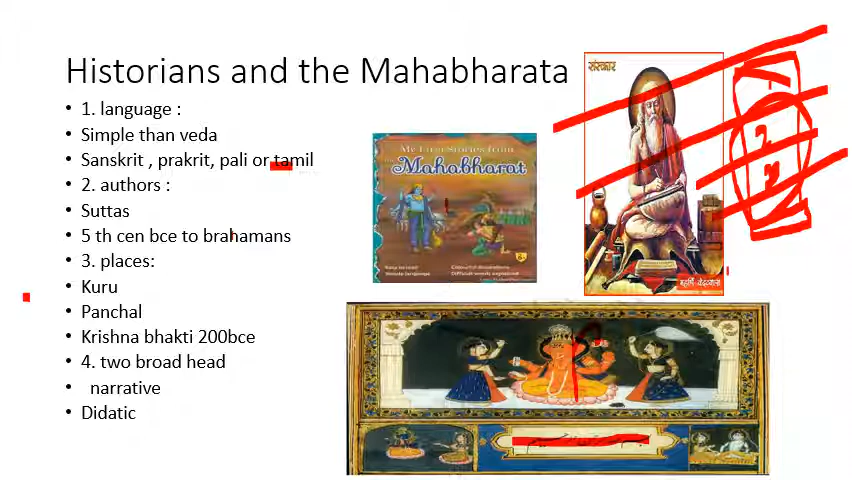 Historians and the Mahabharata
• 1. language :
• Simple than veda
• Sanskrit , prakrit, pali or tamil
• 2. authors :
• Suttas
• 5 th cen bce to brahamans
• 3. places:
• Kuru
• Panchal
• Krishna bhakti 200bce
• 4. two broad head
• narrative
• Didatic
My First Stories from
Mahabharat
संस्कार
महर्षि वेदव्यास